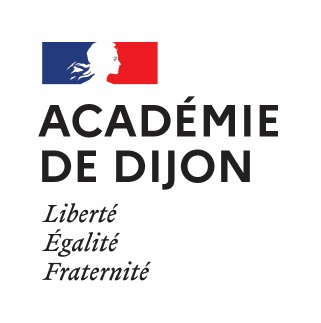 ACADÉMIE
DE DIJON
Liberté
Égalité
Fraternité